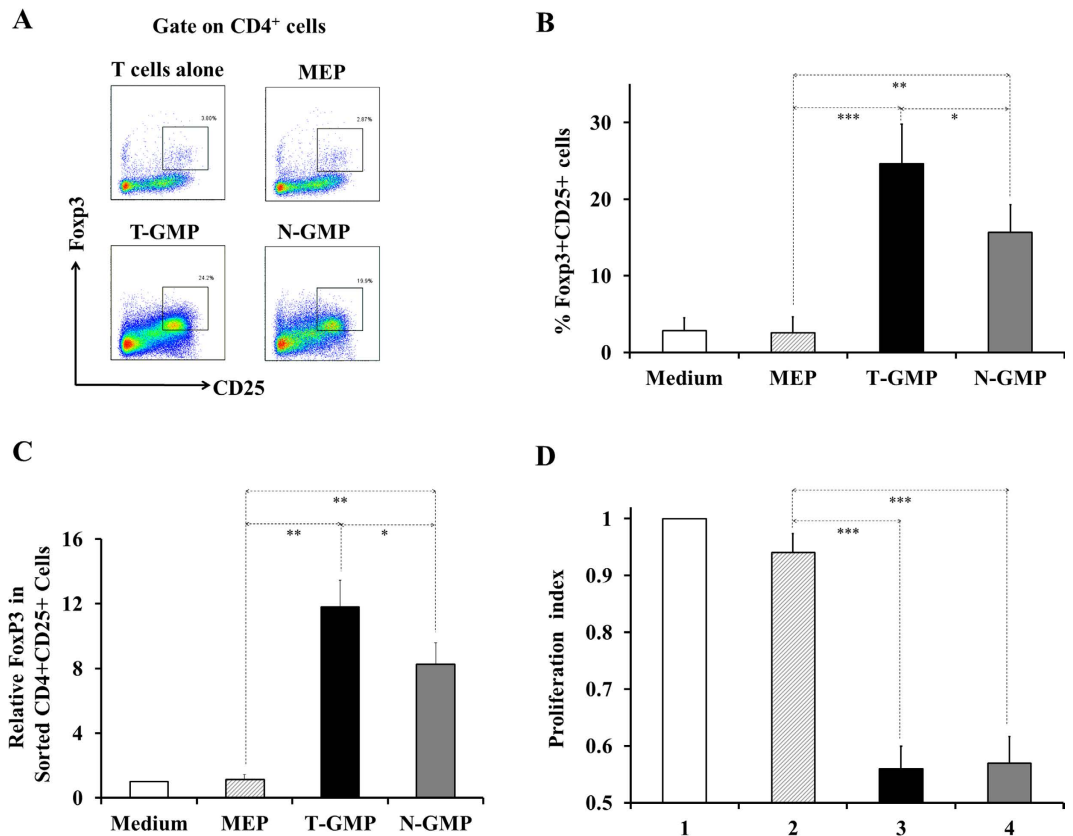 A
Gate on CD4⁺ cells
T cells alone
MEP
3.80%
2.87%
T-GMP
N-GMP
24.2%
19.9%
Foxp3
CD25
B
**
***
*
30
20
10
0
% Foxp3+CD25+ cells
Medium MEP T-GMP N-GMP
C
**
**
*
16
12
8
4
0
Relative FoxP3 in
Sorted CD4+CD25+ Cells
Medium MEP T-GMP N-GMP
D
***
***
1
0.9
0.8
0.7
0.6
0.5
Proliferation index
1 2 3 4